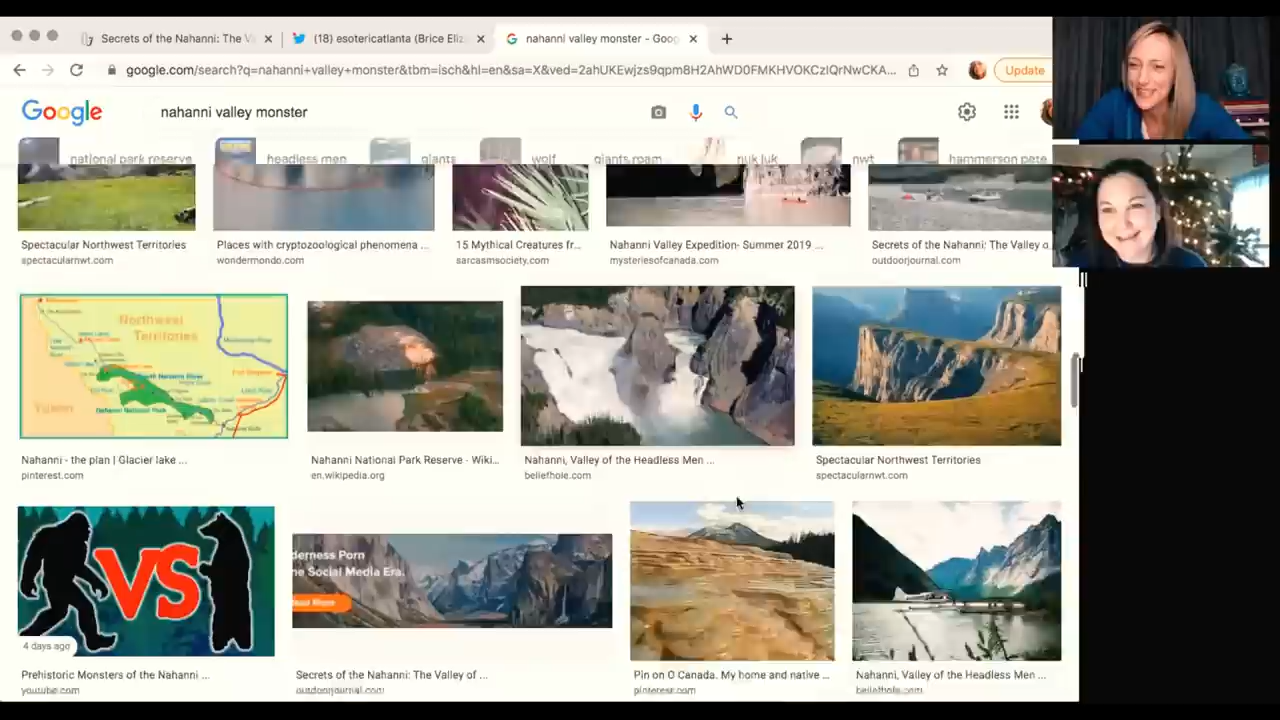 Secrets of the Nahanni: The V
(18) esotericatlanta (Brice Eliz
nahanni valley monster - Goog
google.com/search?q=nahanni+valley+monster&tbm=isch&hl=en&sa=X&ved=2ahUKEwjzs9qpm8H2AhWD0FMKHVOKCzIQrNwCKA...
Update
Google
nahanni valley monster
national park reserve
headless men
giants
wolf
giants roam
nuk luk
nwt
hammerson pete
Spectacular Northwest Territories
Places with cryptozoological phenomena ...
15 Mythical Creatures fr...
Nahanni Valley Expedition- Summer 2019 ...
Secrets of the Nahanni: The Valley o
spectacularnwt.com
wondermondo.com
sarcasmsociety.com
mysteriesofcanada.com
outdoorjournal.com
Northwest
Territories
Yukon
Nahanni - the plan | Glacier lake ...
Nahanni National Park Reserve - Wiki...
Nahanni, Valley of the Headless Men ...
Spectacular Northwest Territories
pinterest.com
en.wikipedia.org
beliefhole.com
spectacularnwt.com
VS
4 days ago
derness Porn
he Social Media Era.
Prehistoric Monsters of the Nahanni ...
Secrets of the Nahanni: The Valley of ...
Pin on O Canada. My home and native ...
Nahanni, Valley of the Headless Men ...
youtube.com
outdoorjournal.com
pinterest.com
beliefhole.com